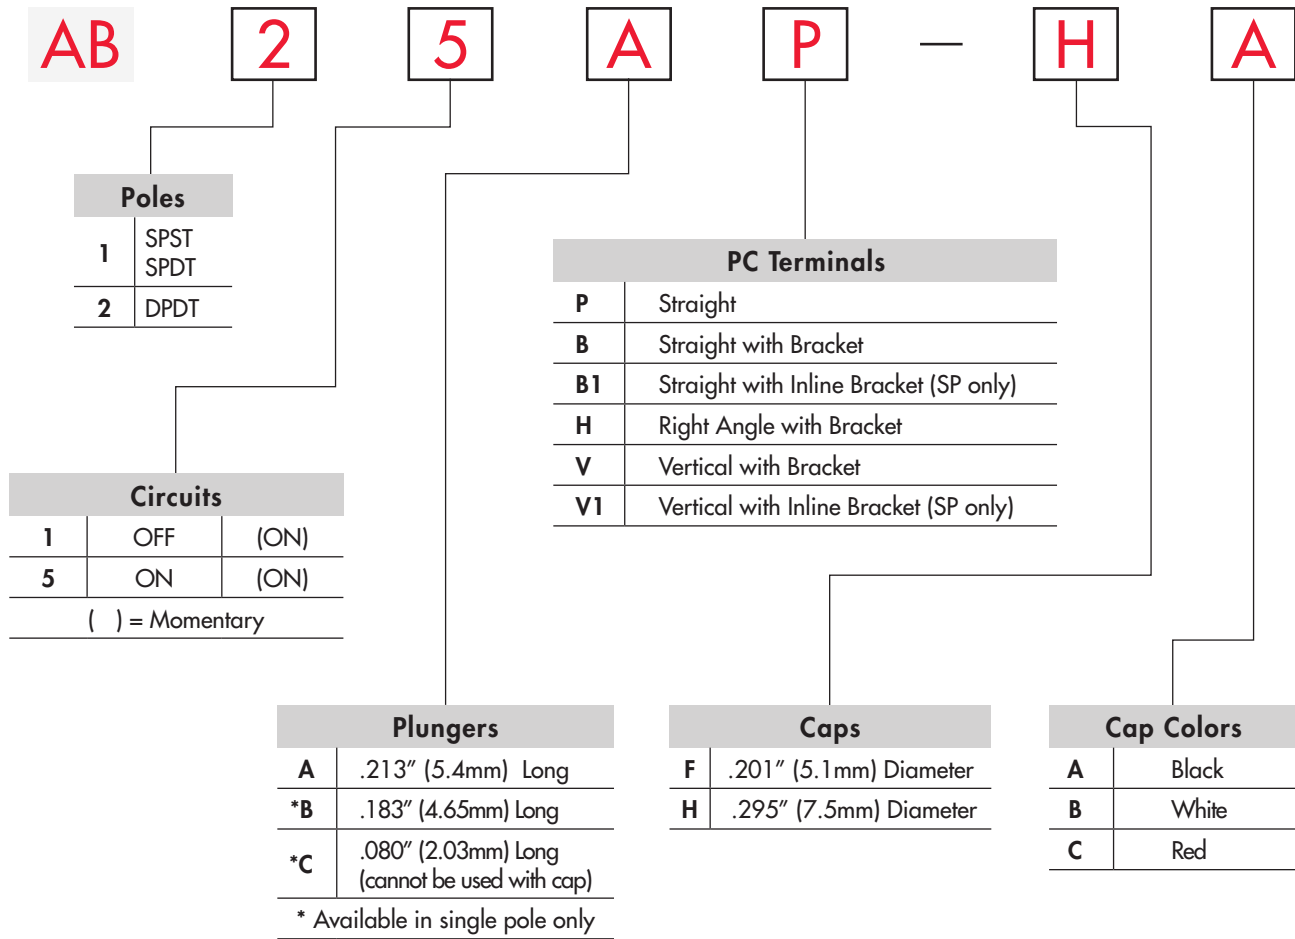 AB 2 5 A P — H A
Poles
1 SPST
SPDT
2 DPDT
PC Terminals
P Straight
B Straight with Bracket
B1 Straight with Inline Bracket (SP only)
H Right Angle with Bracket
V Vertical with Bracket
V1 Vertical with Inline Bracket (SP only)
Circuits
1 OFF (ON)
5 ON (ON)
( ) = Momentary
Plungers
A .213" (5.4mm) Long
*B .183" (4.65mm) Long
*C .080" (2.03mm) Long
(cannot be used with cap)
* Available in single pole only
Caps
F .201" (5.1mm) Diameter
H .295" (7.5mm) Diameter
Cap Colors
A Black
B White
C Red